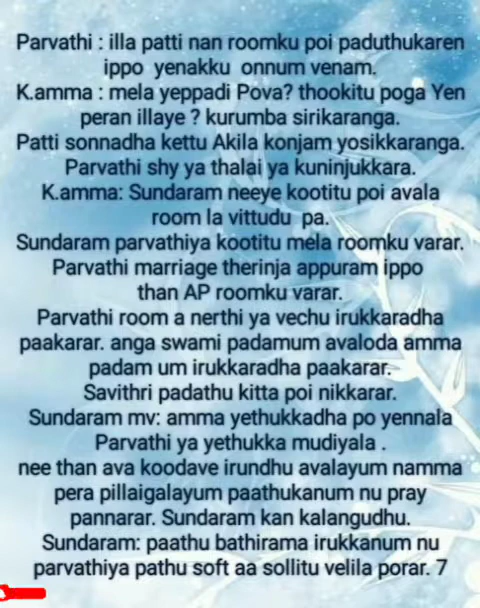 Parvathi : illa patti nan roomku poi paduthukaren
ippo yenakku onnum venam.
K.amma : mela yeppadi Pova? thookitu poga Yen
peran illaye ? kurumba sirikaranga.
Patti sonnadha kettu Akila konjam yosikkaranga.
Parvathi shy ya thalai ya kuninjukkara.
K.amma: Sundaram neeye kootitu poi avala
room la vittudu pa.
Sundaram parvathiya kootitu mela roomku varar.
Parvathi marriage therinja appuram ippo
than AP roomku varar.
Parvathi room a nerthi ya vechu irukkaradha
paakarar. anga swami padamum avaloda amma
padam um irukkaradha paakarar.
Savithri padathu kitta poi nikkarar.
Sundaram mv: amma yethukkadha po yennala
Parvathi ya yethukka mudiyala .
nee than ava koodave irundhu avalayum namma
pera pillaigalayum paathukanum nu pray
pannarar. Sundaram kan kalangudhu.
Sundaram: paathu bathirama irukkanum nu
parvathiya pathu soft aa sollitu velila porar. 7